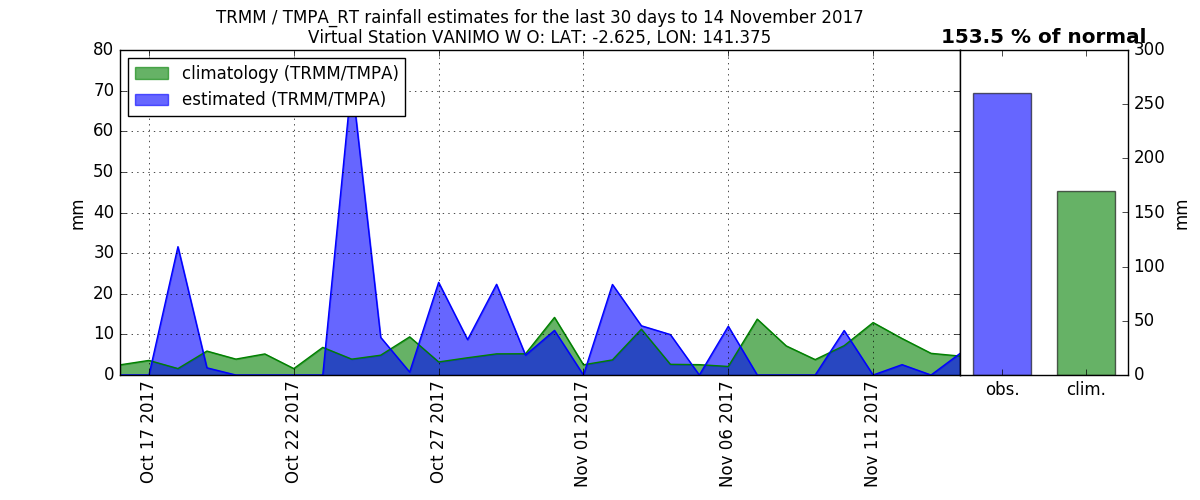 TRMM / TMPA_RT rainfall estimates for the last 30 days to 14 November 2017
Virtual Station VANIMO W O: LAT: -2.625, LON: 141.375
153.5 % of normal
climatology (TRMM/TMPA)
estimated (TRMM/TMPA)
80
70
60
50
40
30
20
10
0
mm
Oct 17 2017
Oct 22 2017
Oct 27 2017
Nov 01 2017
Nov 06 2017
Nov 11 2017
300
250
200
150
100
50
0
mm
obs.
clim.